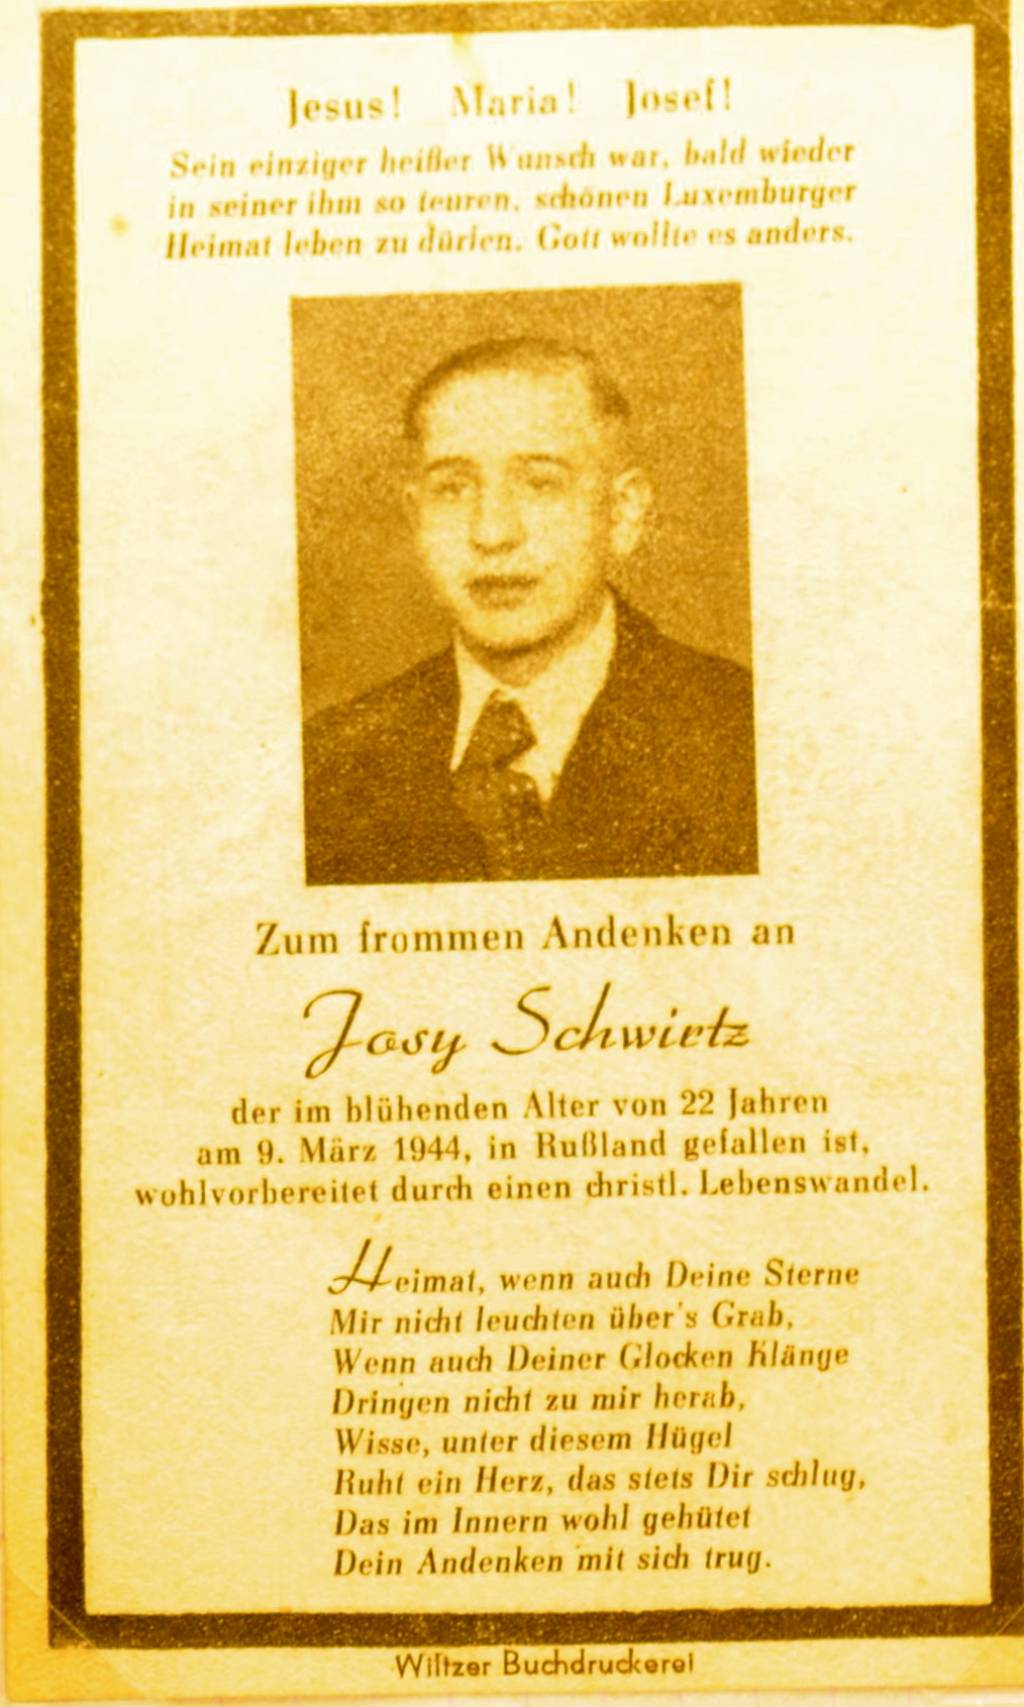 Jesus! Maria! Josef!
Sein einziger heißer Wunsch war, bald wieder
in seiner ihm so teuren, schönen Luxemburger
Heimat leben zu dürfen. Gott wollte es anders.
Zum frommen Andenken an
Josy Schwirtz
der im blühenden Alter von 22 Jahren
am 9. März 1944, in Rußland gefallen ist,
wohlvorbereitet durch einen christl. Lebenswandel.
Heimat, wenn auch Deine Sterne
Mir nicht leuchten über's Grab,
Wenn auch Deiner Glocken Klänge
Dringen nicht zu mir herab,
Wisse, unter diesem Hügel
Ruht ein Herz, das stets Dir schlug,
Das im Innern wohl gehütet
Dein Andenken mit sich trug.
Wiltzer Buchdruckerei